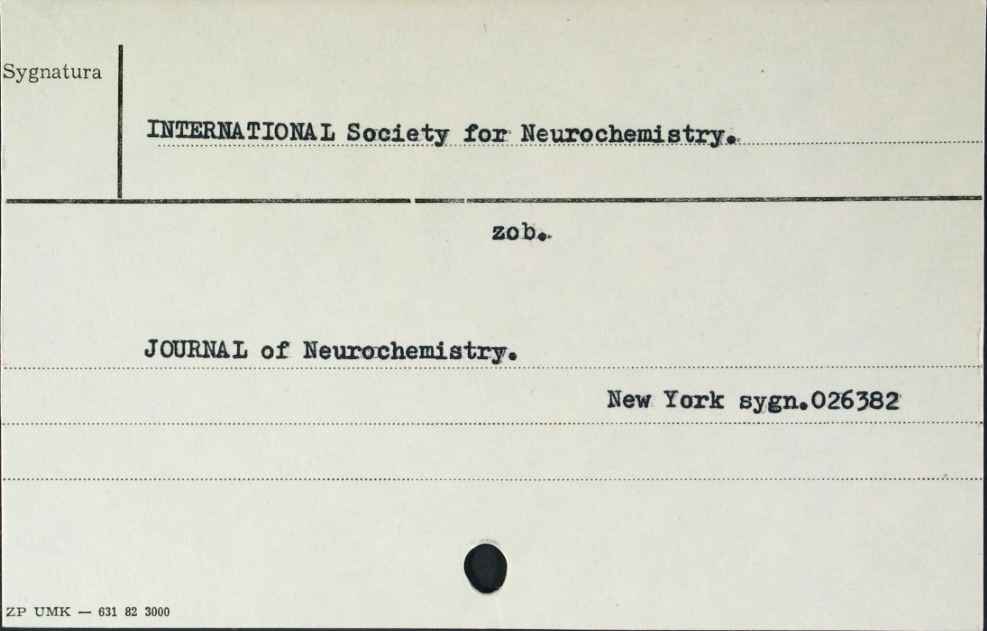 Sygnatura
INTERNATIONAL Society for Neurochemistry.
zob.
JOURNAL of Neurochemistry.
New York sygn.026382
ZP UMK — 631 82 3000